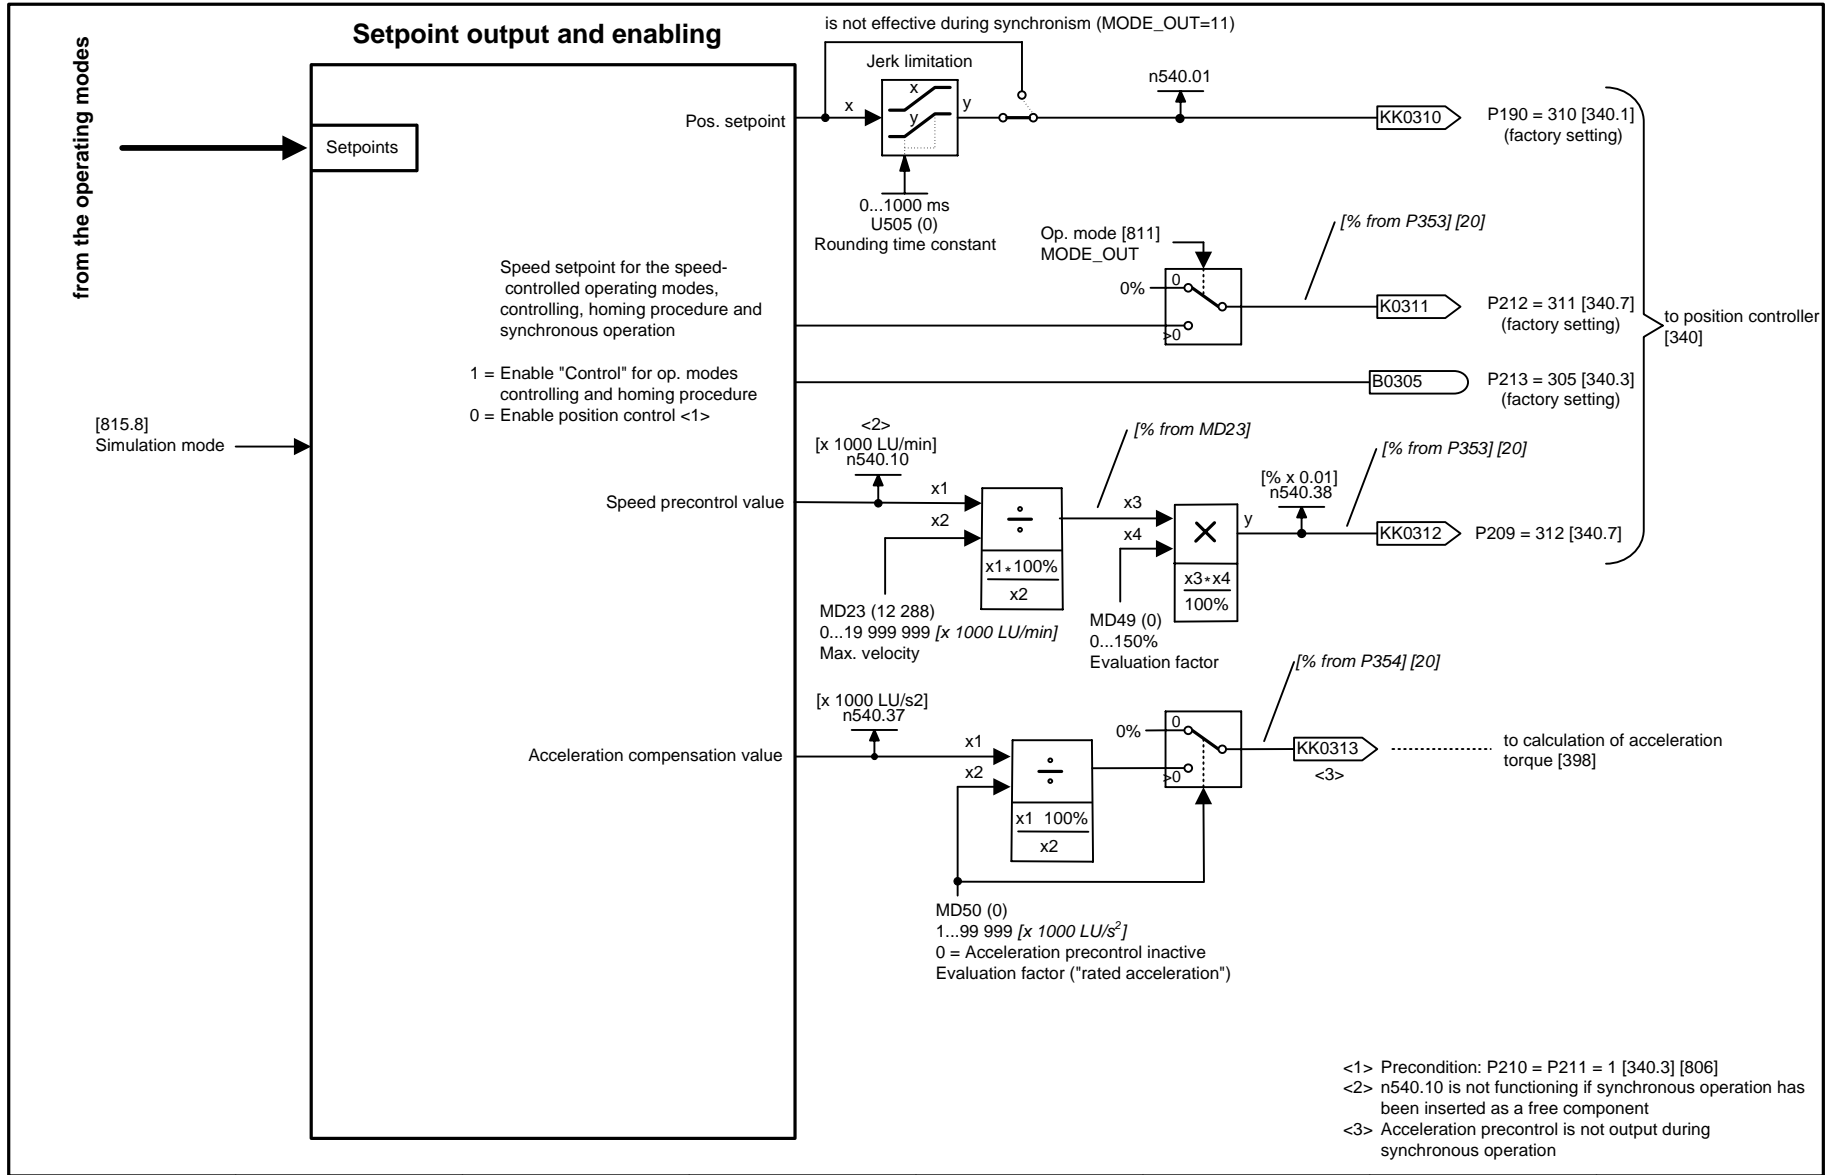 Setpoint output and enabling
from the operating modes
Setpoints
[815.8]
Simulation mode
is not effective during synchronism (MODE_OUT=11)
Jerk limitation
Pos. setpoint
x
x
y
y
n540.01
KK0310
P190 = 310 [340.1]
(factory setting)
0...1000 ms
U505 (0)
Rounding time constant
Speed setpoint for the speed-
controlled operating modes,
controlling, homing procedure and
synchronous operation
Op. mode [811]
MODE_OUT
0%
0
>0
[% from P353] [20]
K0311
P212 = 311 [340.7]
(factory setting)
to position controller
[340]
1 = Enable "Control" for op. modes
controlling and homing procedure
0 = Enable position control <1>
B0305
P213 = 305 [340.3]
(factory setting)
<2>
[x 1000 LU/min]
n540.10
Speed precontrol value
x1
x2
÷
x1*100%
x2
[% from MD23]
x3
x4
×
x3*x4
100%
y
[% x 0.01]
n540.38
[% from P353] [20]
KK0312
P209 = 312 [340.7]
MD23 (12 288)
0...19 999 999 [x 1000 LU/min]
Max. velocity
MD49 (0)
0...150%
Evaluation factor
[x 1000 LU/s2]
n540.37
Acceleration compensation value
x1
x2
÷
x1 100%
x2
0%
0
>0
[% from P354] [20]
KK0313
<3>
to calculation of acceleration
torque [398]
MD50 (0)
1...99 999 [x 1000 LU/s²]
0 = Acceleration precontrol inactive
Evaluation factor ("rated acceleration")
<1> Precondition: P210 = P211 = 1 [340.3] [806]
<2> n540.10 is not functioning if synchronous operation has
been inserted as a free component
<3> Acceleration precontrol is not output during
synchronous operation